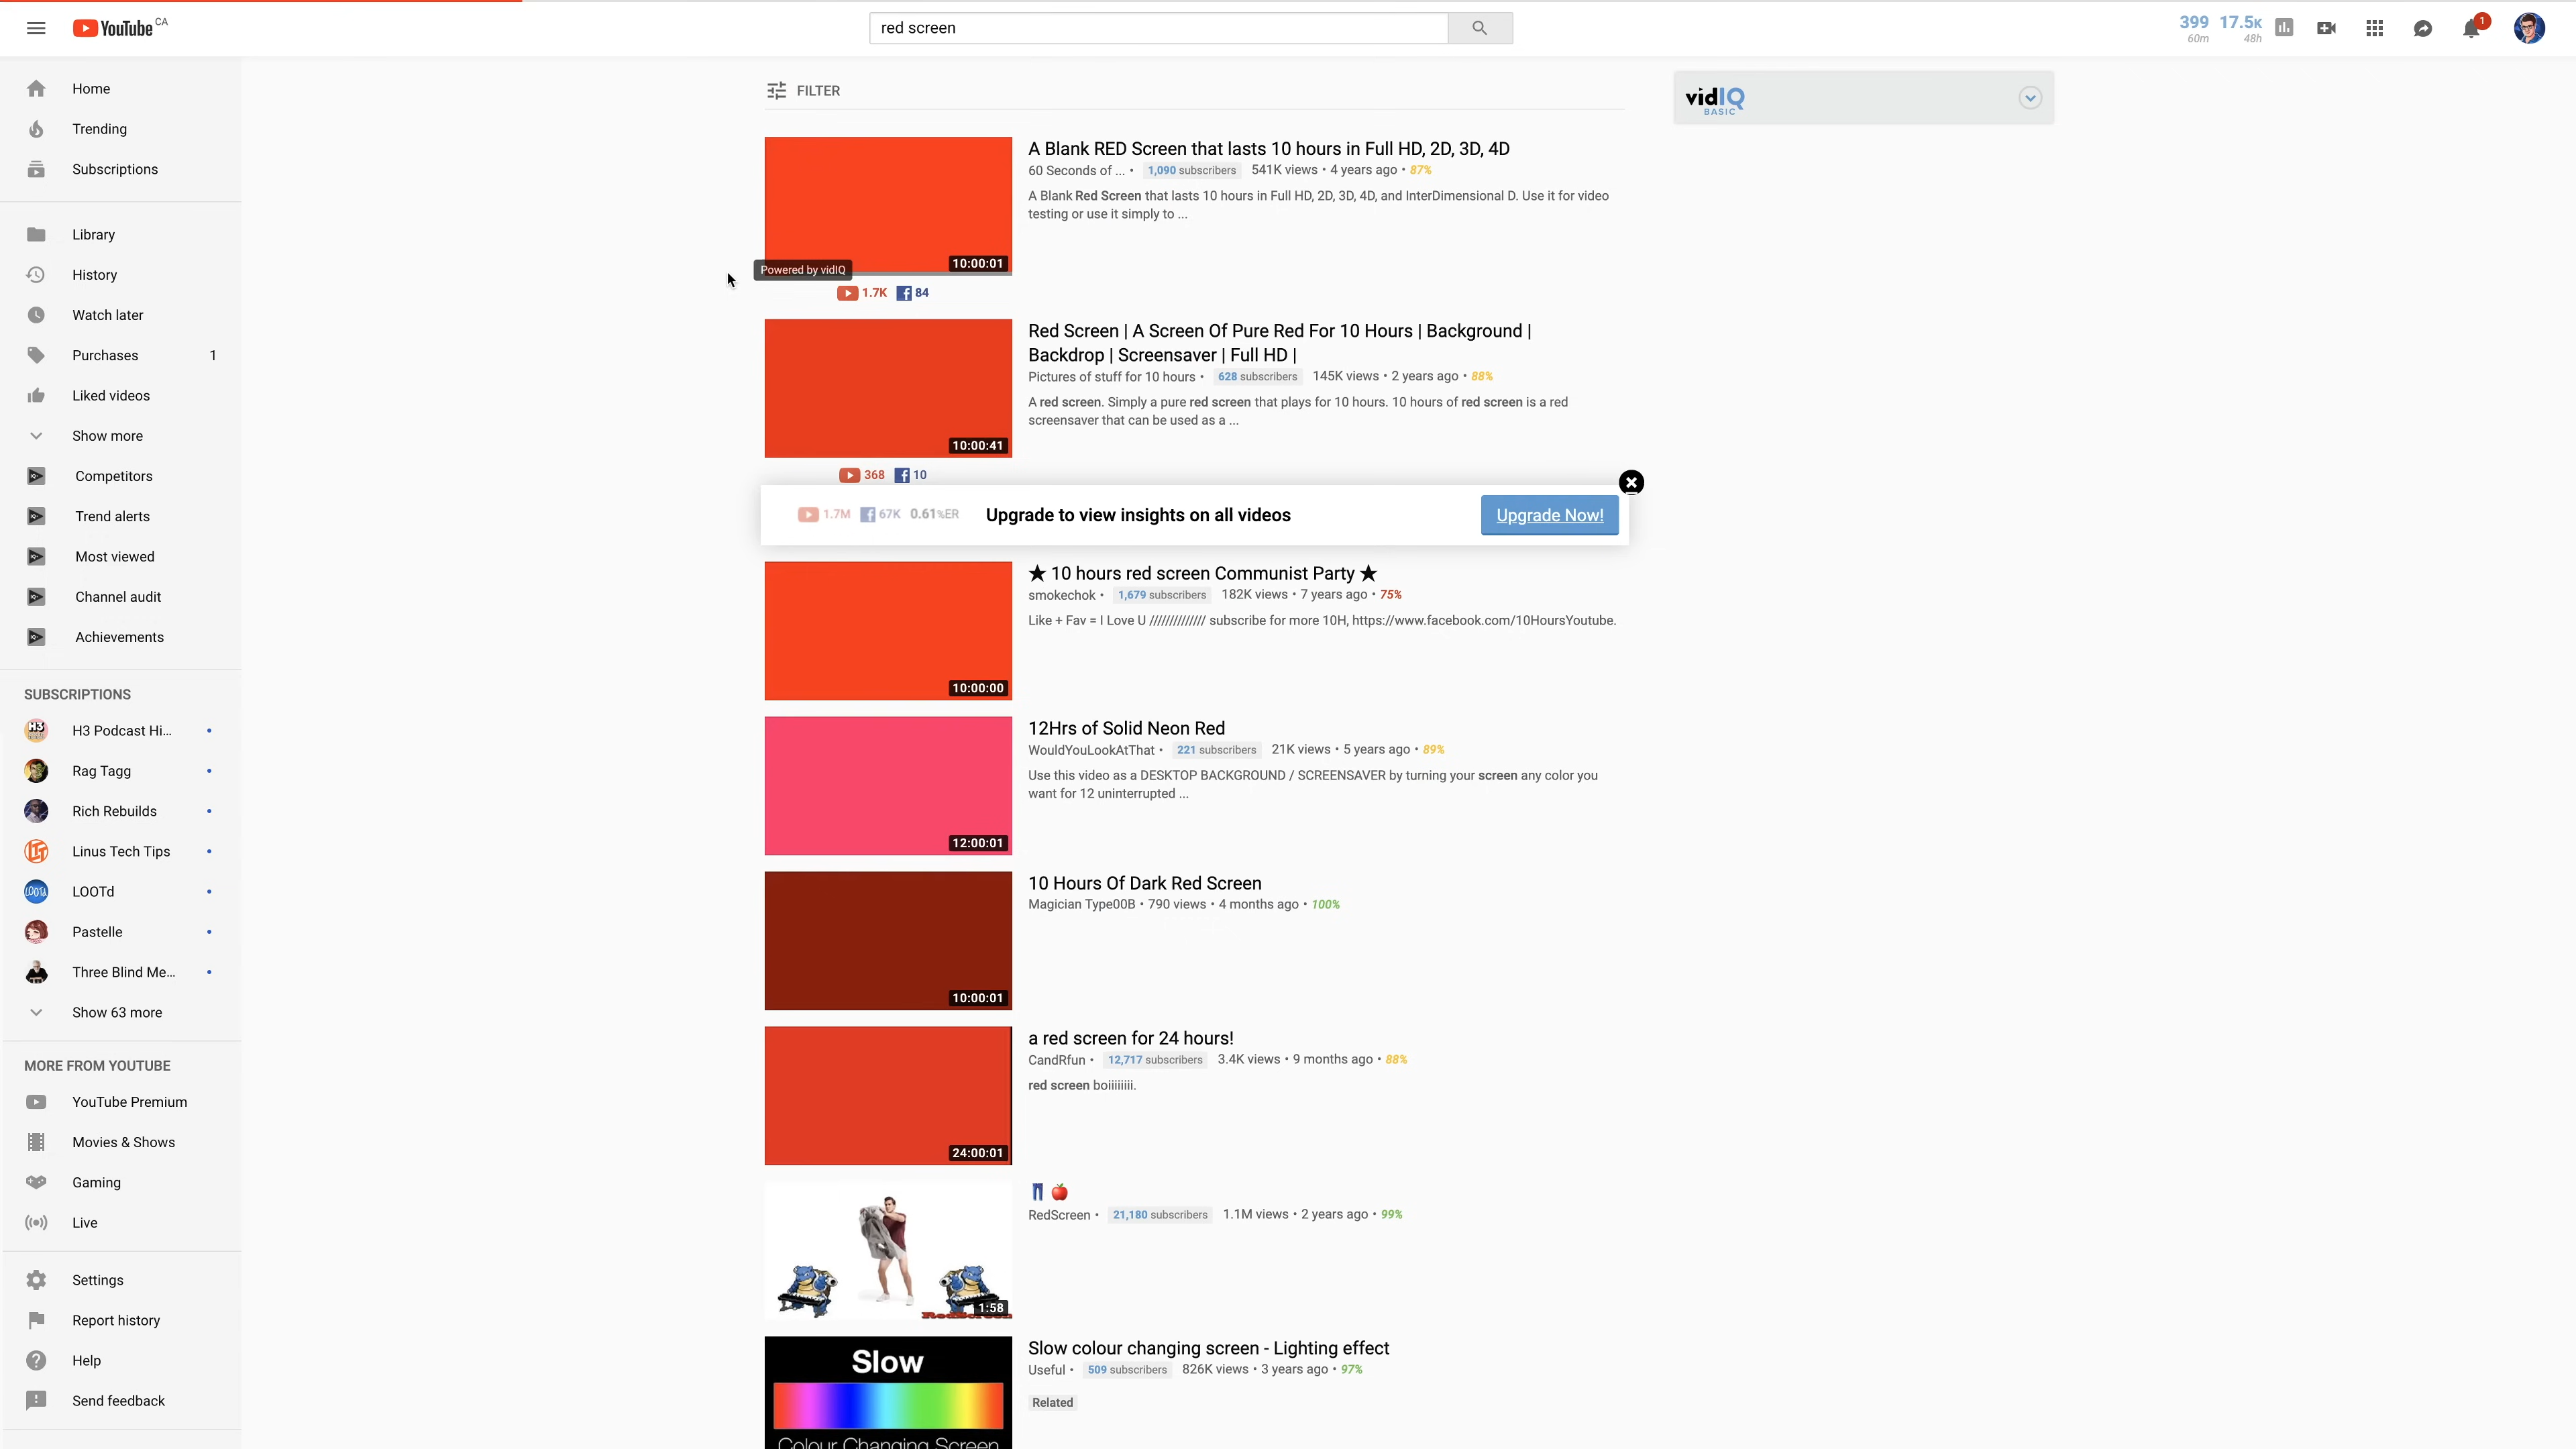 YouTube CA
red screen
399 17.5K
60m 48h
1
Home
Trending
Subscriptions
Library
History
Watch later
Purchases 1
Liked videos
Show more
Competitors
Trend alerts
Most viewed
Channel audit
Achievements
SUBSCRIPTIONS
H3 Podcast Hi...
Rag Tagg
Rich Rebuilds
Linus Tech Tips
LOOTd
Pastelle
Three Blind Me...
Show 63 more
MORE FROM YOUTUBE
YouTube Premium
Movies & Shows
Gaming
Live
Settings
Report history
Help
Send feedback
FILTER
A Blank RED Screen that lasts 10 hours in Full HD, 2D, 3D, 4D
60 Seconds of ... • 1,090 subscribers 541K views • 4 years ago • 87%
A Blank Red Screen that lasts 10 hours in Full HD, 2D, 3D, 4D, and InterDimensional D. Use it for video
testing or use it simply to ...
10:00:01
Powered by vidIQ
1.7K 84
Red Screen | A Screen Of Pure Red For 10 Hours | Background |
Backdrop | Screensaver | Full HD |
Pictures of stuff for 10 hours • 628 subscribers 145K views • 2 years ago • 88%
A red screen. Simply a pure red screen that plays for 10 hours. 10 hours of red screen is a red
screensaver that can be used as a ...
10:00:41
368 10
1.7M 67K 0.61%ER Upgrade to view insights on all videos Upgrade Now!
★ 10 hours red screen Communist Party ★
smokechok • 1,679 subscribers 182K views • 7 years ago • 75%
Like + Fav = I Love U ////////////// subscribe for more 10H, https://www.facebook.com/10HoursYoutube.
10:00:00
12Hrs of Solid Neon Red
WouldYouLookAtThat • 221 subscribers 21K views • 5 years ago • 89%
Use this video as a DESKTOP BACKGROUND / SCREENSAVER by turning your screen any color you
want for 12 uninterrupted ...
12:00:01
10 Hours Of Dark Red Screen
Magician Type00B • 790 views • 4 months ago • 100%
10:00:01
a red screen for 24 hours!
CandRfun • 12,717 subscribers 3.4K views • 9 months ago • 88%
red screen boiiiiiiii.
24:00:01
👖 🍎
RedScreen • 21,180 subscribers 1.1M views • 2 years ago • 99%
1:58
RedScreen
Slow colour changing screen - Lighting effect
Useful • 509 subscribers 826K views • 3 years ago • 97%
Related
Slow
Colour Changing Screen
vidIQ
BASIC